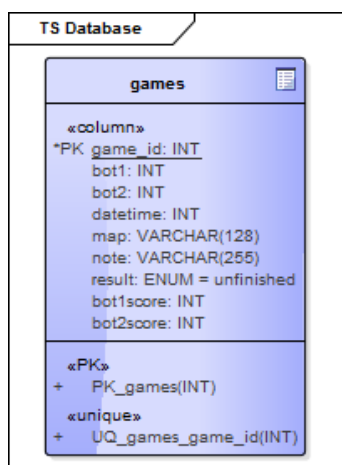 TS Database
games
«column»
*PK game_id: INT
bot1: INT
bot2: INT
datetime: INT
map: VARCHAR(128)
note: VARCHAR(255)
result: ENUM = unfinished
bot1score: INT
bot2score: INT
«PK»
+ PK_games(INT)
«unique»
+ UQ_games_game_id(INT)